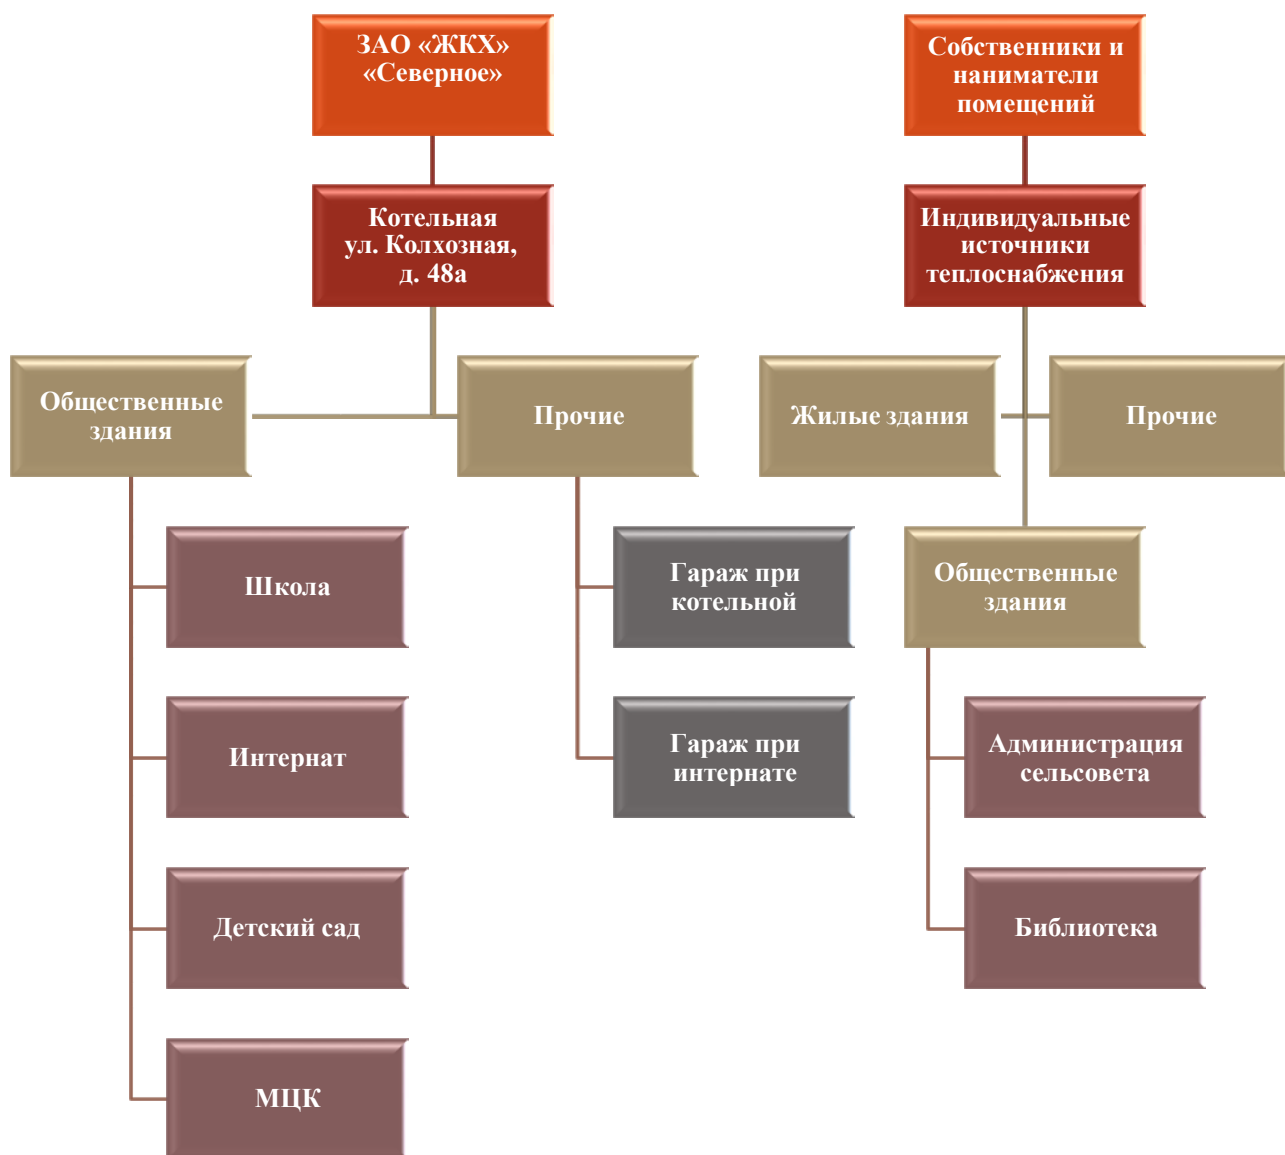 ЗАО «ЖКХ»
«Северное»
Собственники и
наниматели
помещений
Котельная
ул. Колхозная,
д. 48а
Индивидуальные
источники
теплоснабжения
Общественные
здания
Прочие
Жилые здания
Прочие
Школа
Гараж при
котельной
Общественные
здания
Интернат
Гараж при
интернате
Администрация
сельсовета
Детский сад
Библиотека
МЦК